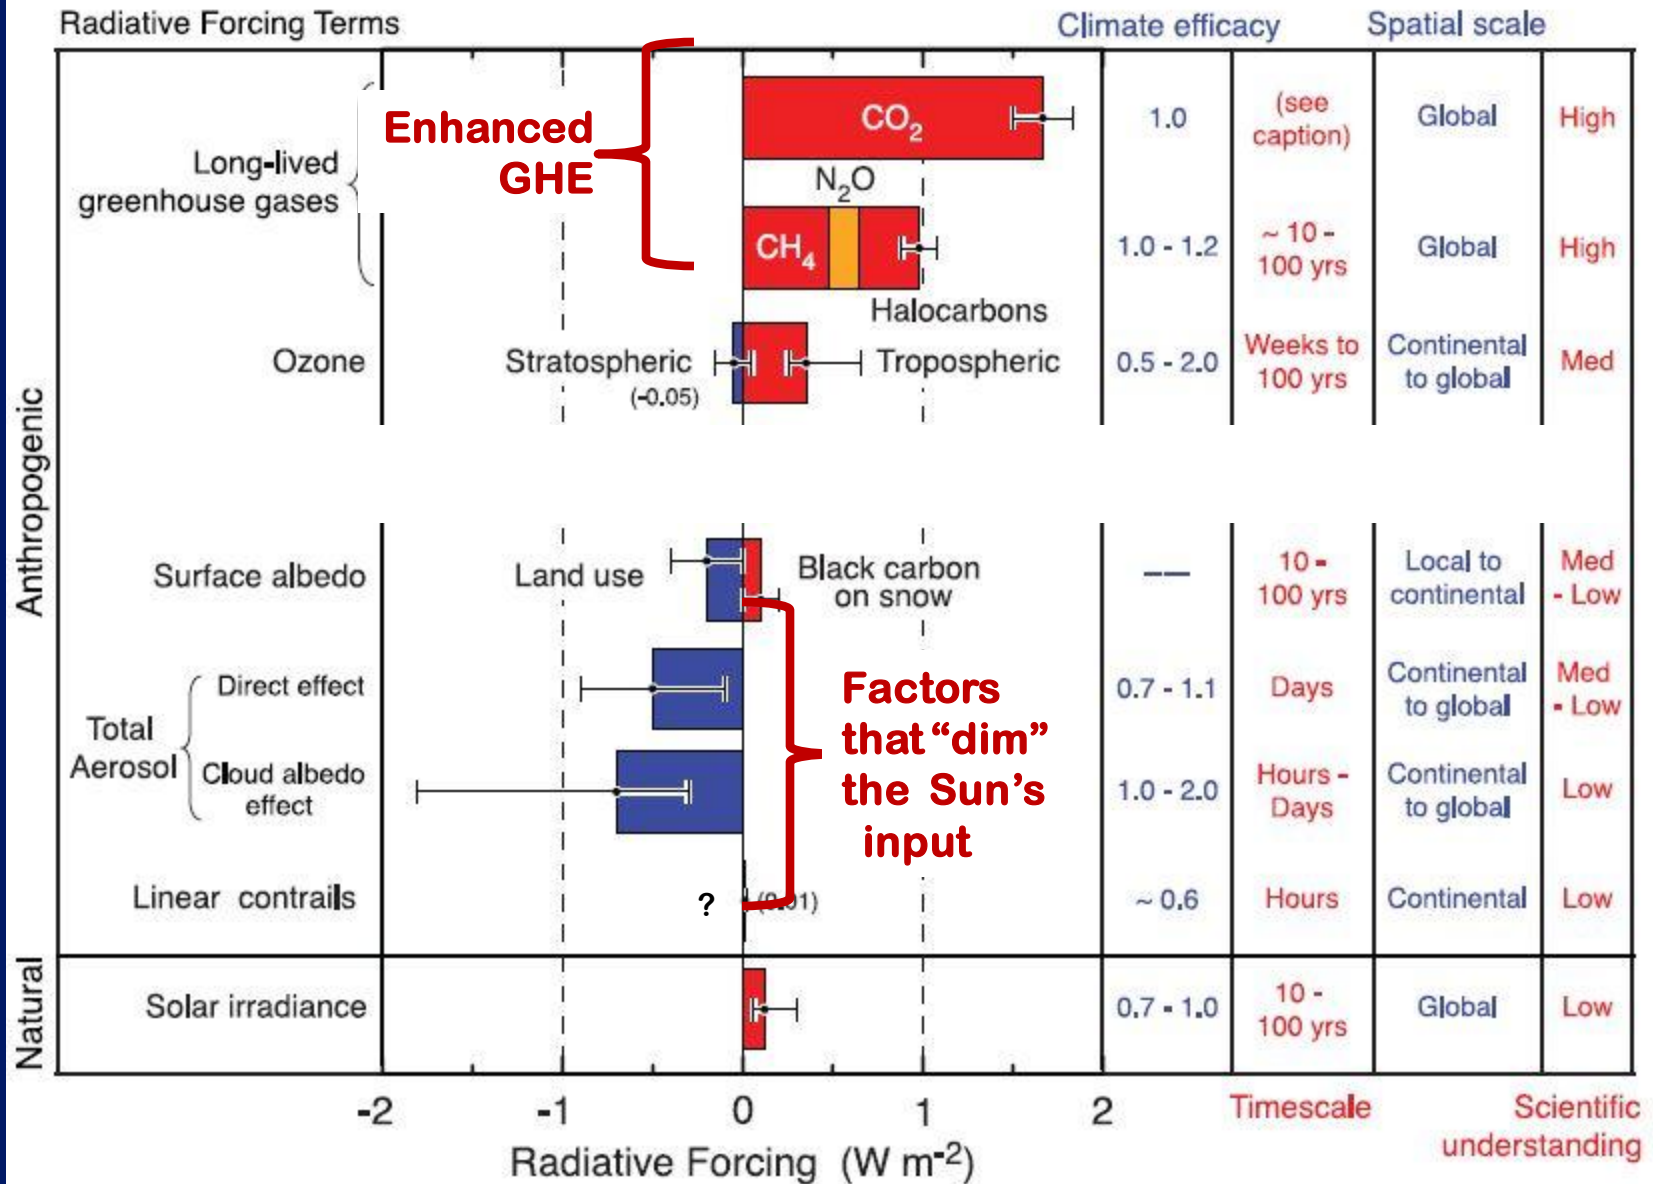 Radiative Forcing Terms
Climate efficacy
Spatial scale
Anthropogenic
Long-lived
greenhouse gases
Enhanced
GHE
CO₂
1.0
(see
caption)
Global
High
N₂O
CH₄
Halocarbons
1.0 - 1.2
~ 10 -
100 yrs
Global
High
Ozone
Stratospheric
(-0.05)
Tropospheric
0.5 - 2.0
Weeks to
100 yrs
Continental
to global
Med
Surface albedo
Land use
Black carbon
on snow
——
10 -
100 yrs
Local to
continental
Med
- Low
Total
Aerosol
Direct effect
0.7 - 1.1
Days
Continental
to global
Med
- Low
Cloud albedo
effect
1.0 - 2.0
Hours -
Days
Continental
to global
Low
Factors
that “dim”
the Sun’s
input
Linear contrails
?
(0.01)
~ 0.6
Hours
Continental
Low
Natural
Solar irradiance
0.7 - 1.0
10 -
100 yrs
Global
Low
-2 -1 0 1 2
Timescale
Scientific
understanding
Radiative Forcing (W m⁻²)